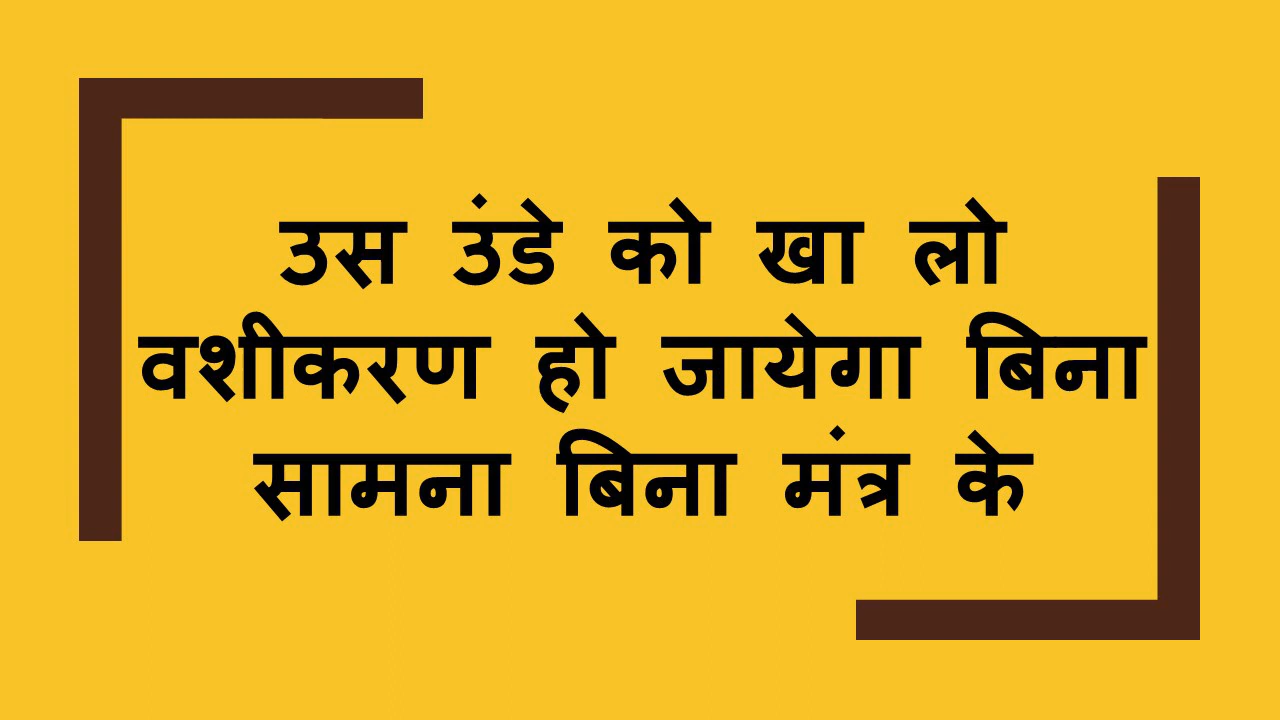 उस उंडे को खा लो
वशीकरण हो जायेगा बिना
सामना बिना मंत्र के